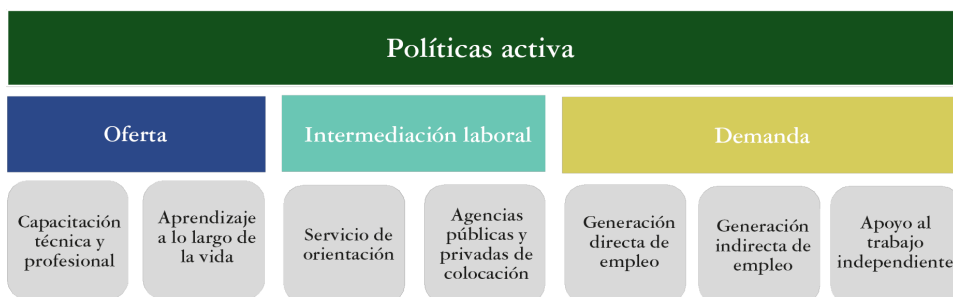 Políticas activa
Oferta
Intermediación laboral
Demanda
Capacitación
técnica y
profesional
Aprendizaje
a lo largo de
la vida
Servicio de
orientación
Agencias
públicas y
privadas de
colocación
Generación
directa de
empleo
Generación
indirecta de
empleo
Apoyo al
trabajo
independiente